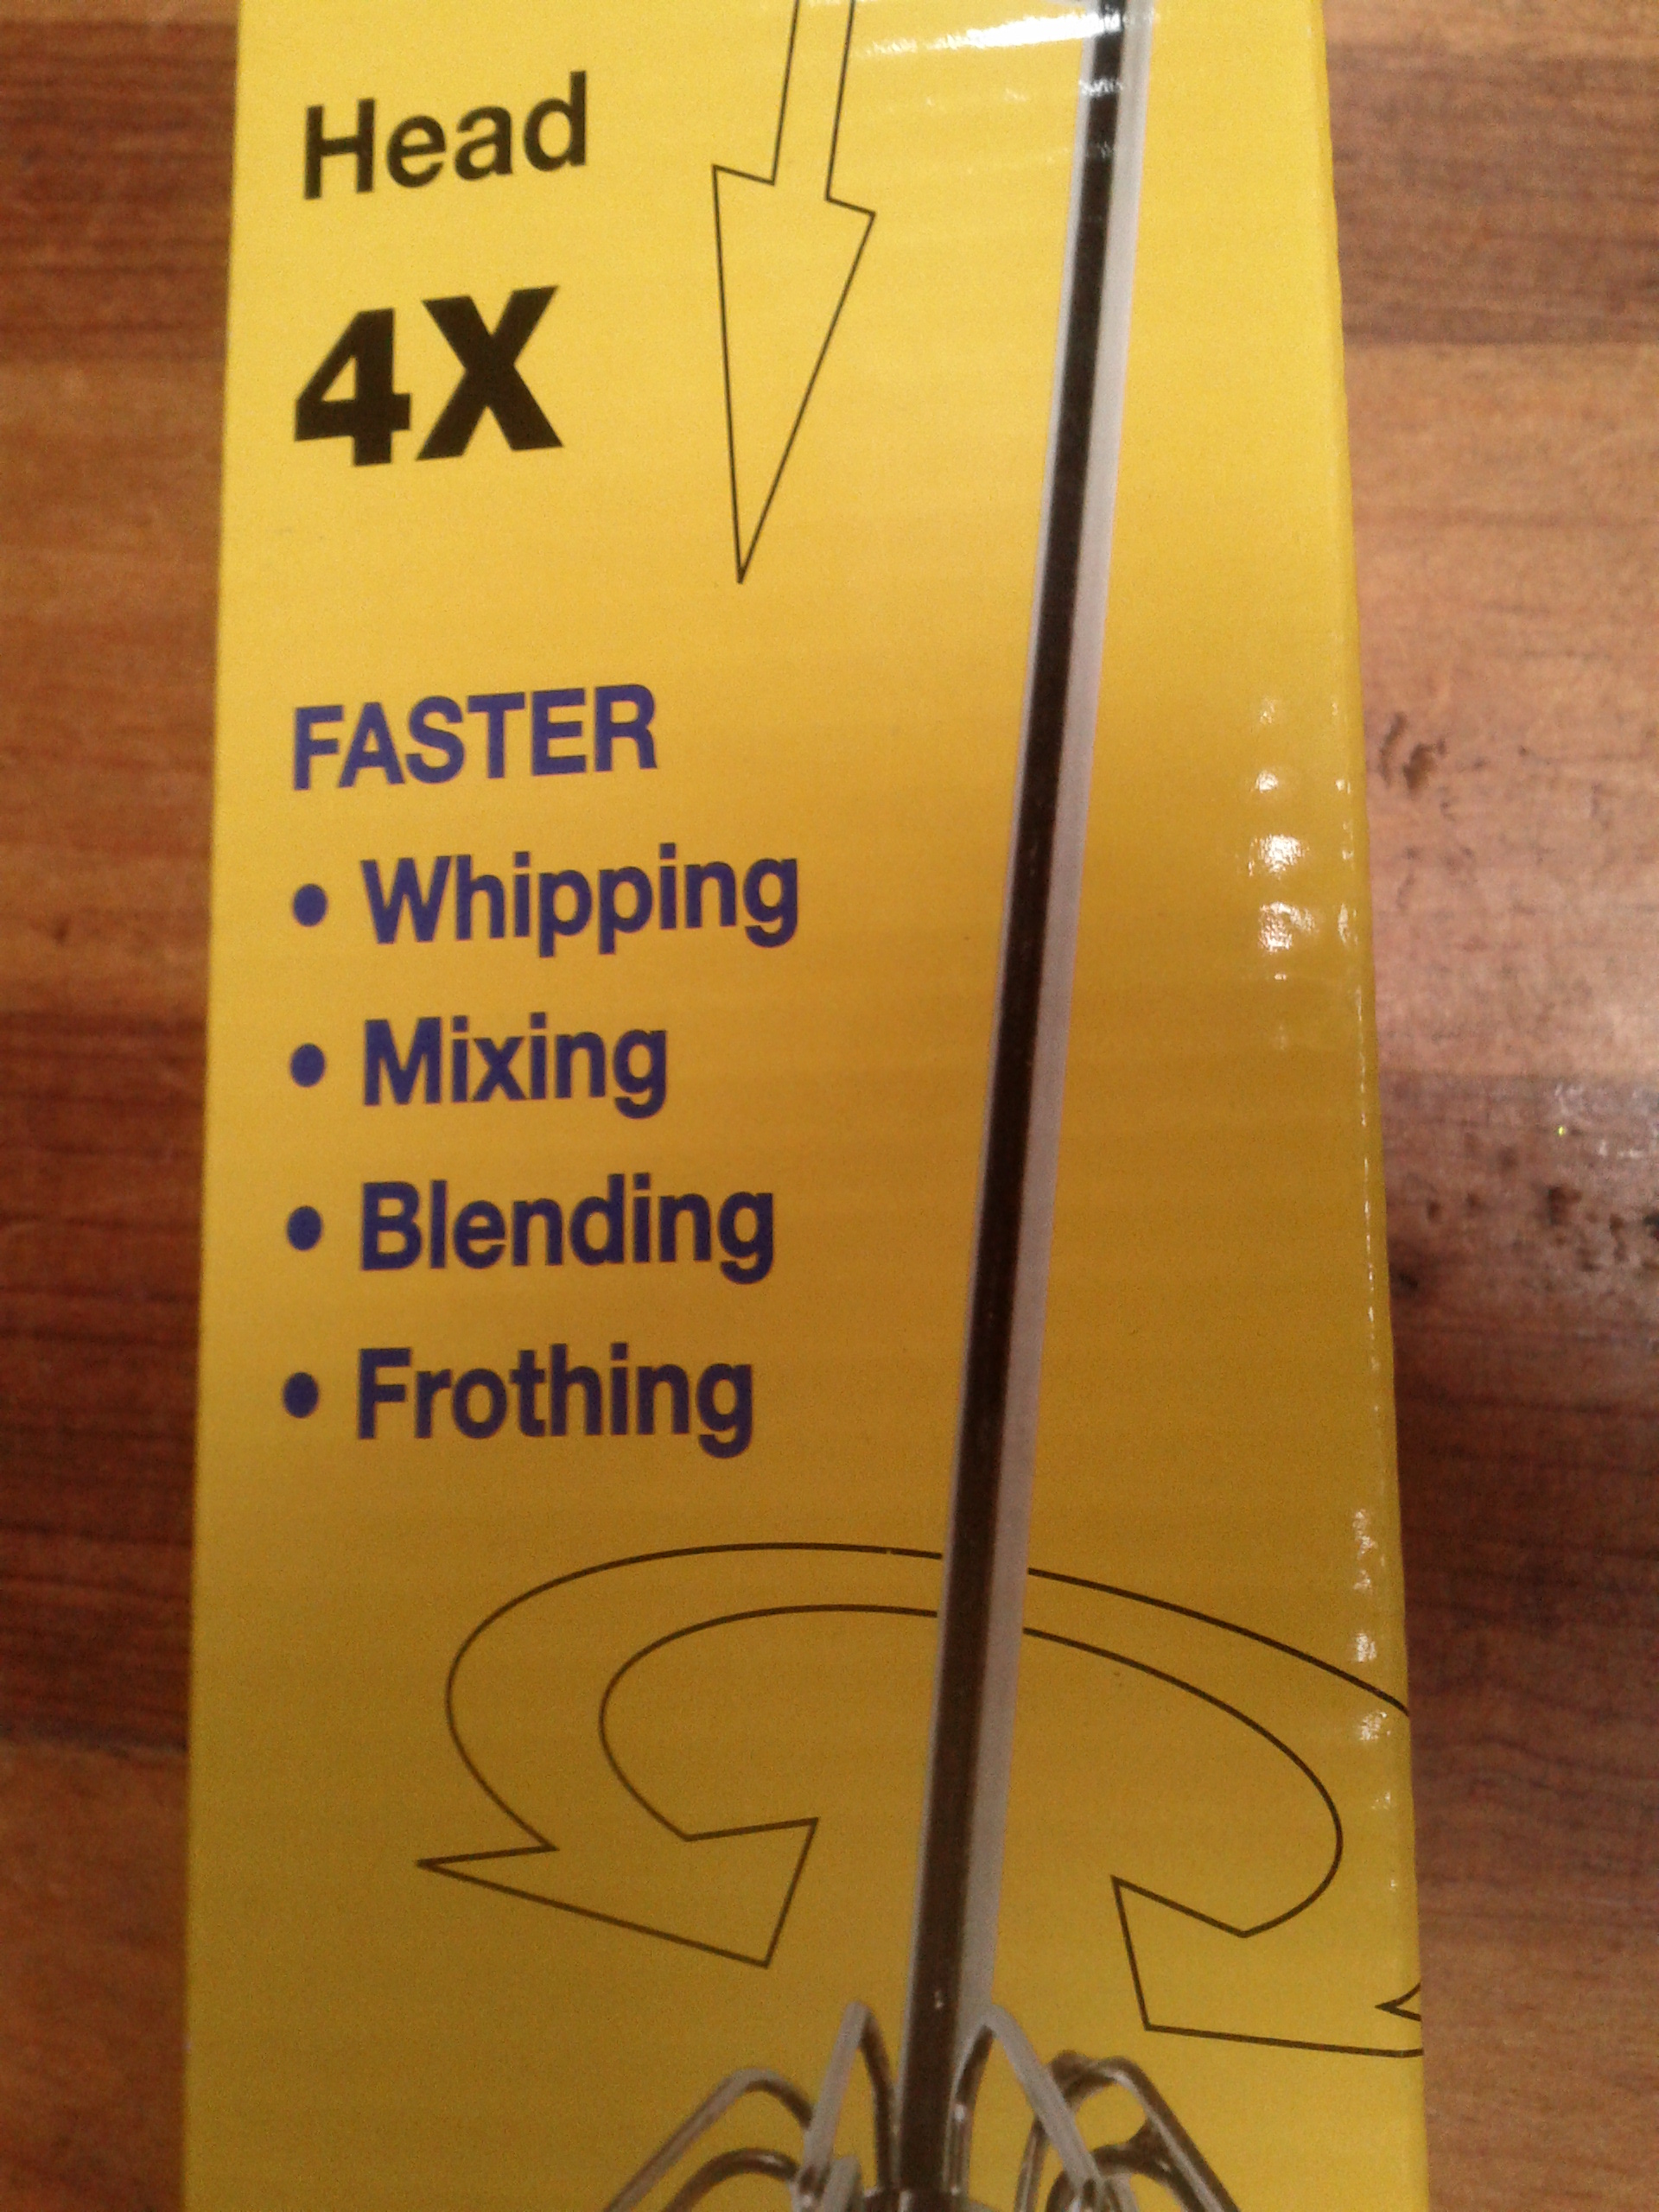 Head
4X
FASTER
• Whipping
• Mixing
• Blending
• Frothing